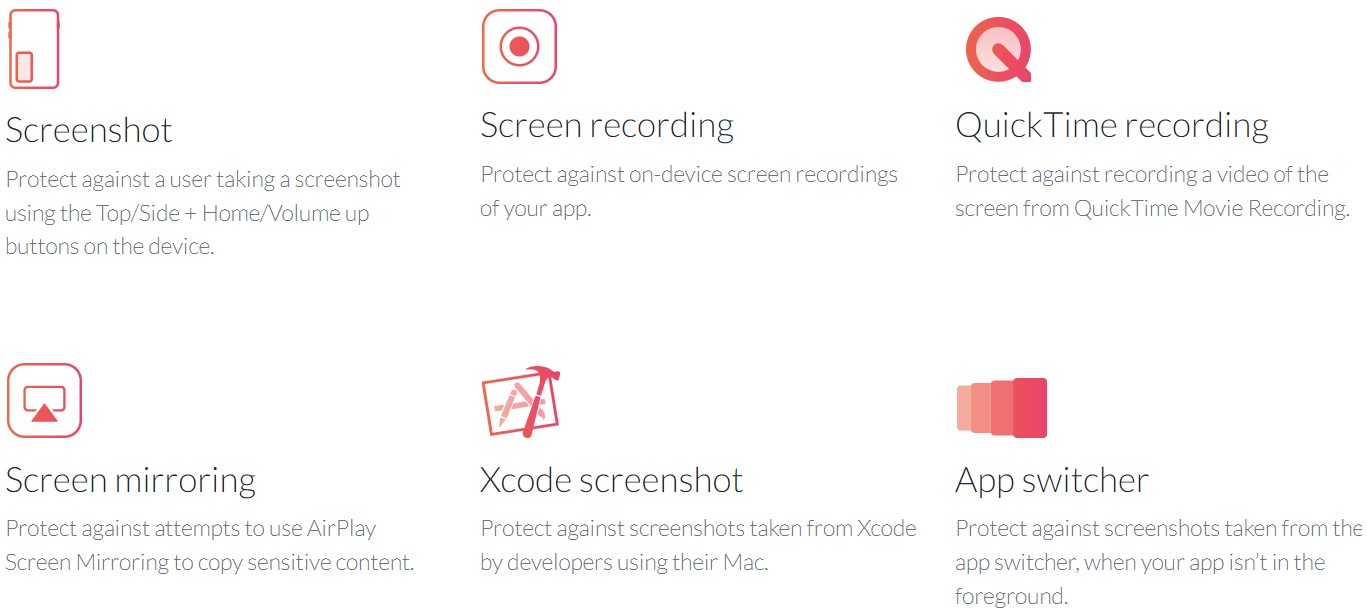 Screenshot
Protect against a user taking a screenshot
using the Top/Side + Home/Volume up
buttons on the device.
Screen recording
Protect against on-device screen recordings
of your app.
QuickTime recording
Protect against recording a video of the
screen from QuickTime Movie Recording.
Screen mirroring
Protect against attempts to use AirPlay
Screen Mirroring to copy sensitive content.
Xcode screenshot
Protect against screenshots taken from Xcode
by developers using their Mac.
App switcher
Protect against screenshots taken from the
app switcher, when your app isn’t in the
foreground.